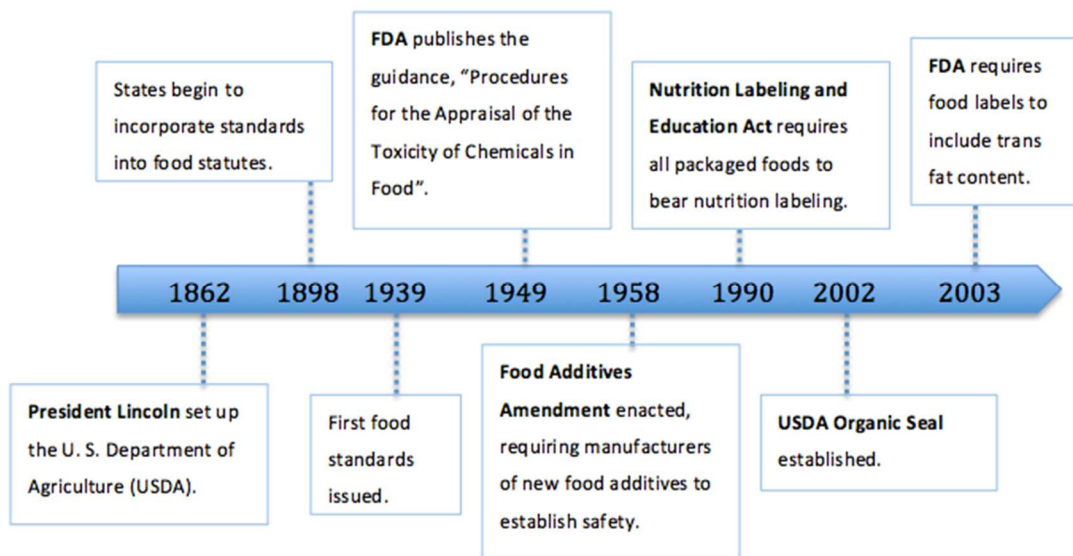 States begin to
incorporate standards
into food statutes.
FDA publishes the
guidance, “Procedures
for the Appraisal of the
Toxicity of Chemicals in
Food”.
Nutrition Labeling and
Education Act requires
all packaged foods to
bear nutrition labeling.
FDA requires
food labels to
include trans
fat content.
1862 1898 1939 1949 1958 1990 2002 2003
President Lincoln set up
the U. S. Department of
Agriculture (USDA).
First food
standards
issued.
Food Additives
Amendment enacted,
requiring manufacturers
of new food additives to
establish safety.
USDA Organic Seal
established.